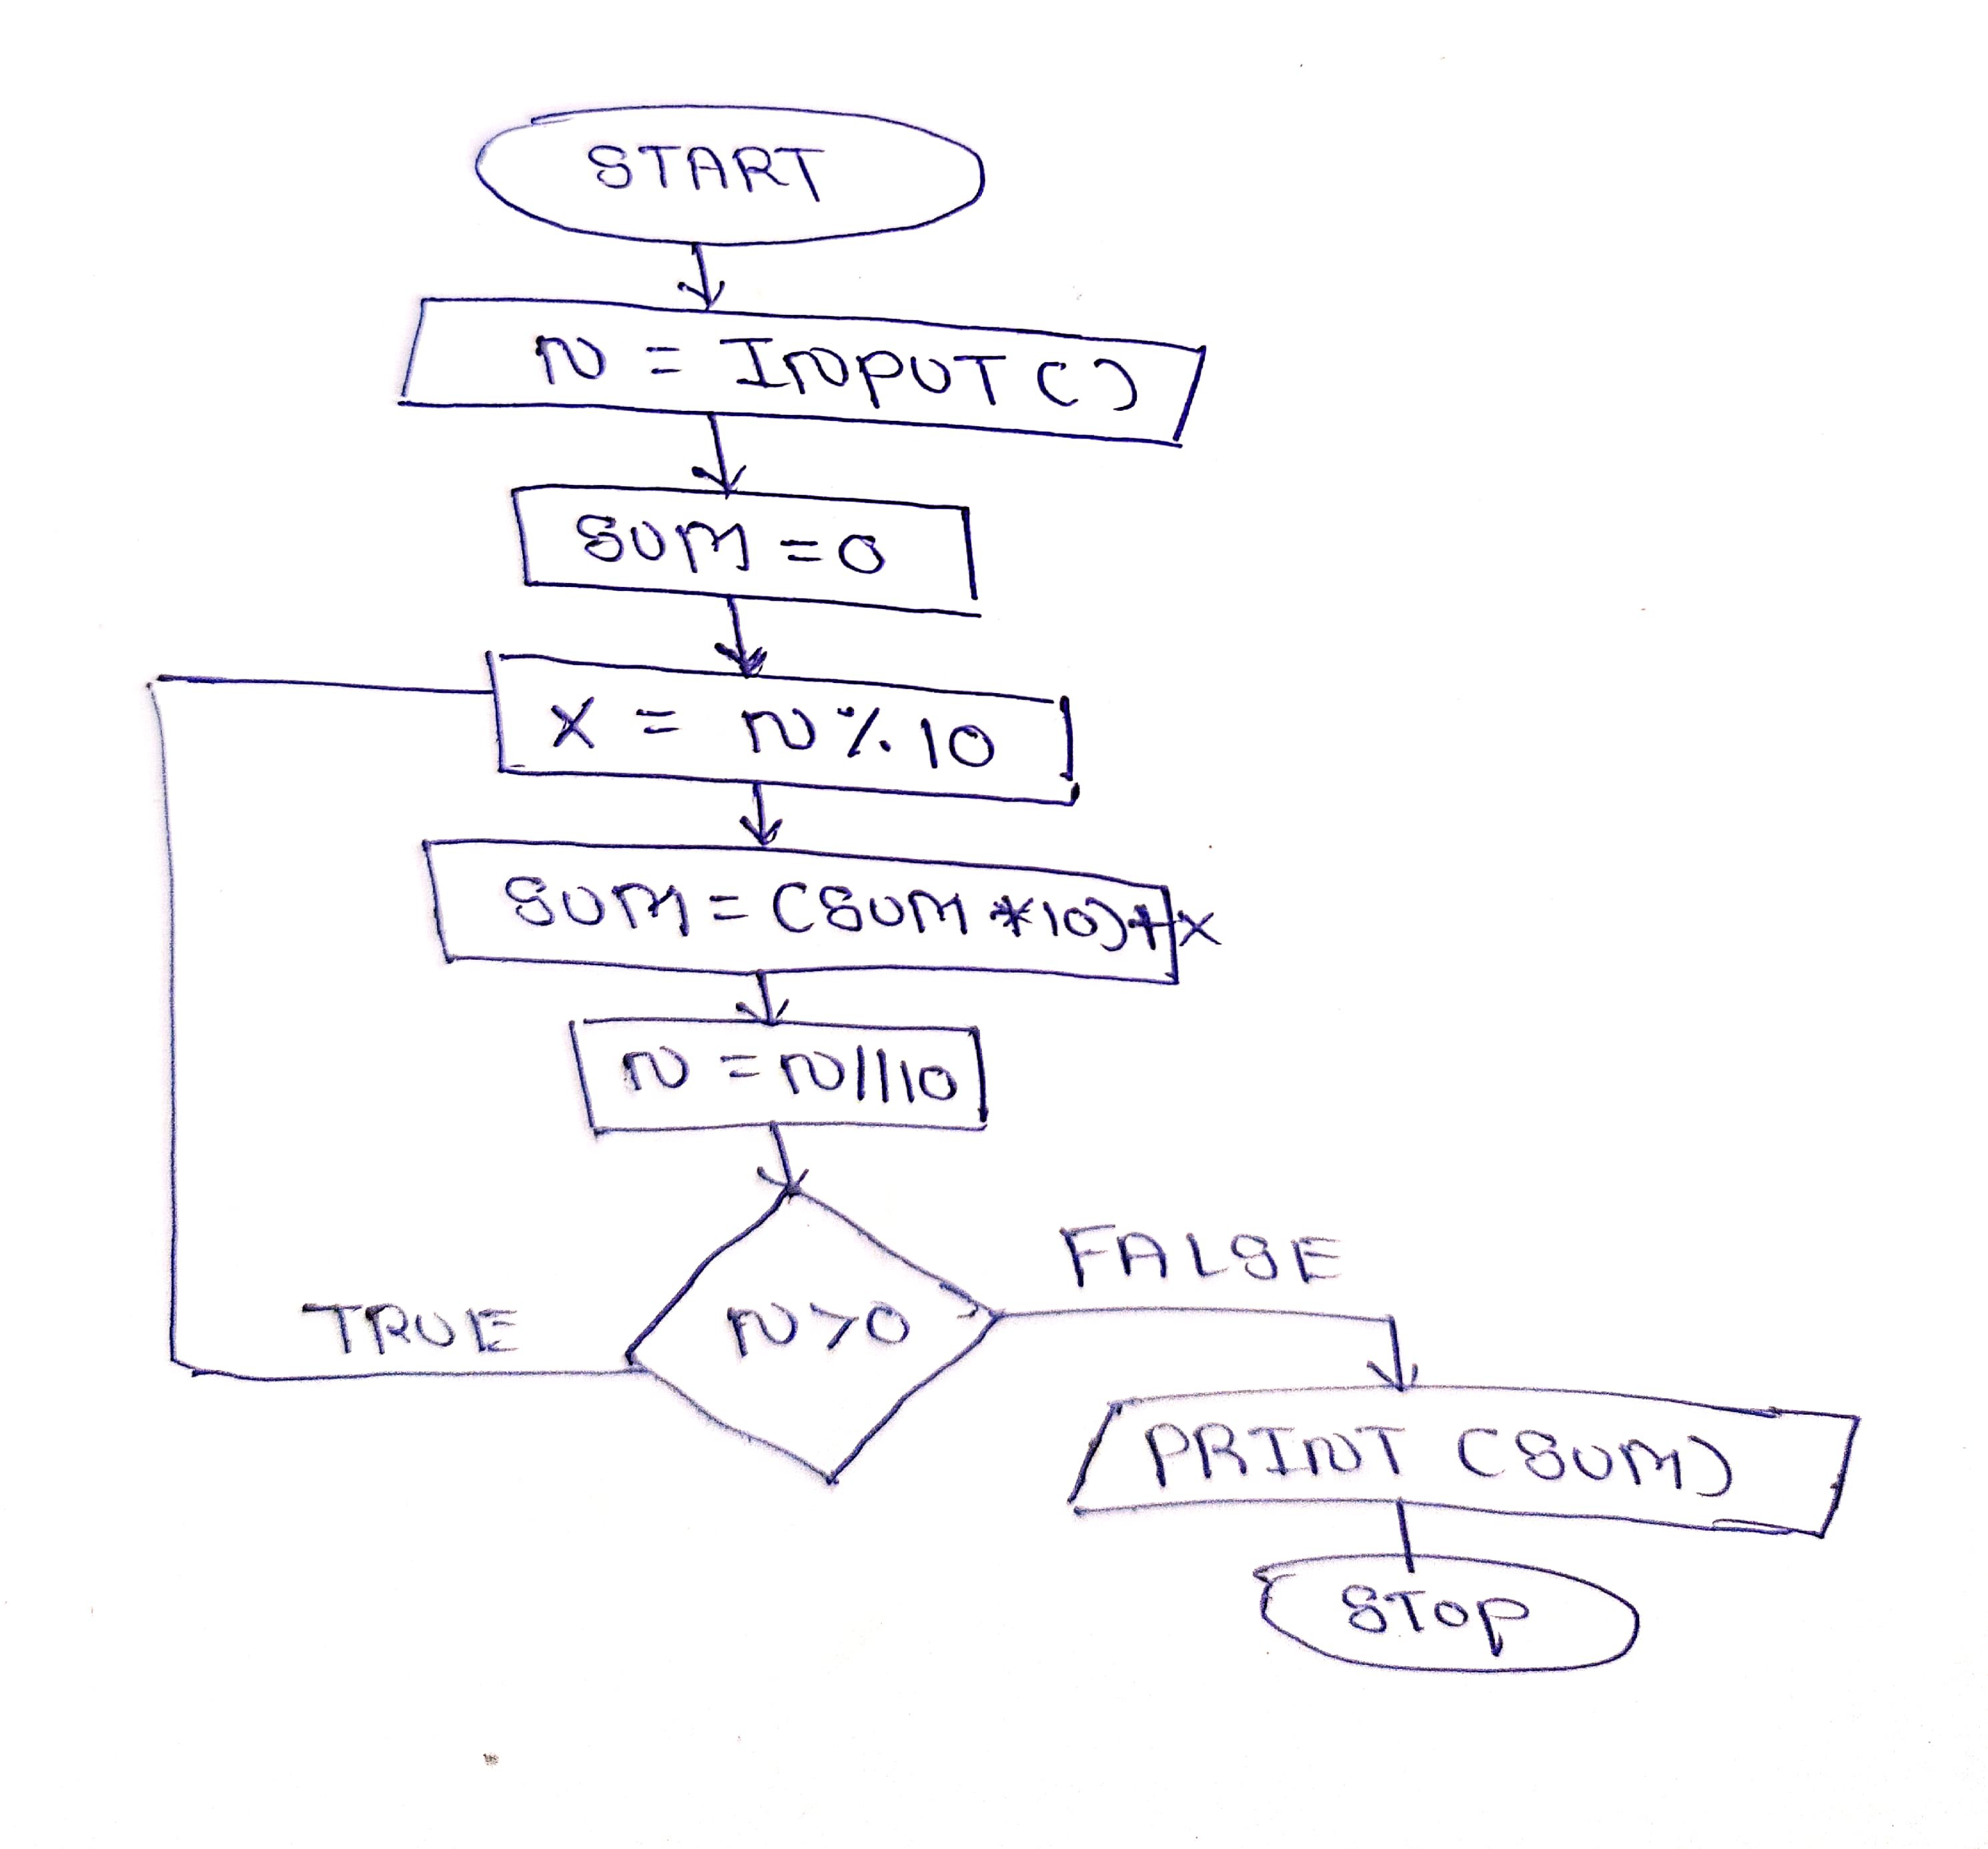 START
N = INPUT()
SUM = 0
X = N % 10
SUM = (SUM * 10) + X
N = N//10
N > 0
TRUE
FALSE
PRINT (SUM)
STOP